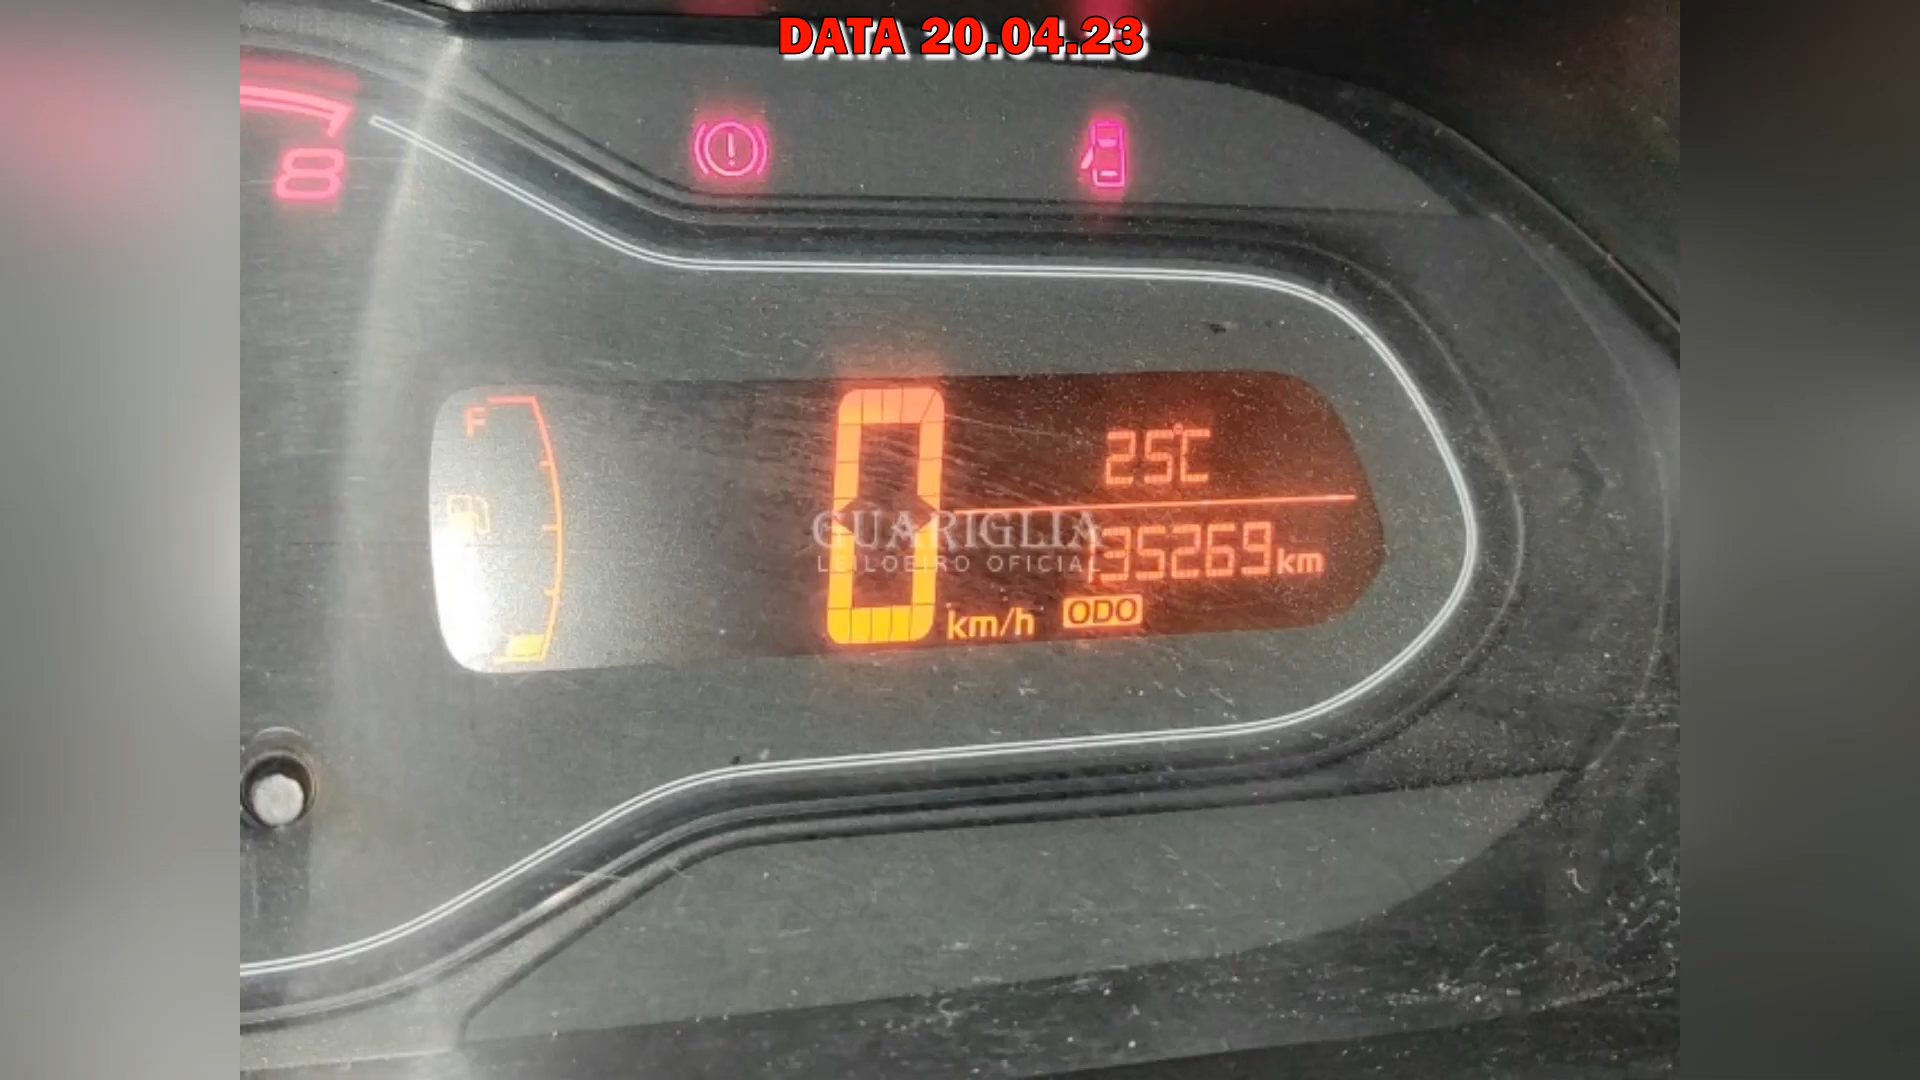 DATA 20.04.23
8
F
0
25°C
GUARIGLIA
LEILOEIRO OFICIAL
135269km
km/h
ODO